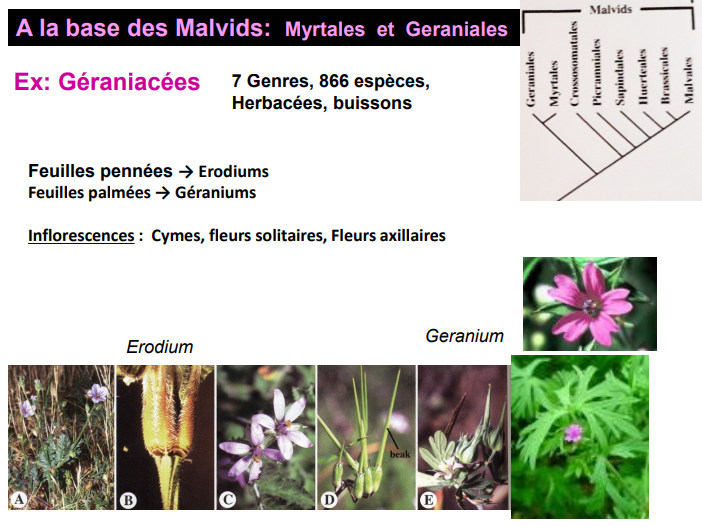 A la base des Malvids: Myrtales et Geraniales
Malvids
Geraniales
Myrtales
Crossosomatales
Picramniales
Sapindales
Huerteales
Brassicales
Malvales
Ex: Géraniacées
7 Genres, 866 espèces,
Herbacées, buissons
Feuilles pennées → Erodiums
Feuilles palmées → Géraniums
Inflorescences : Cymes, fleurs solitaires, Fleurs axillaires
Erodium
Geranium
beak
A
B
C
D
E